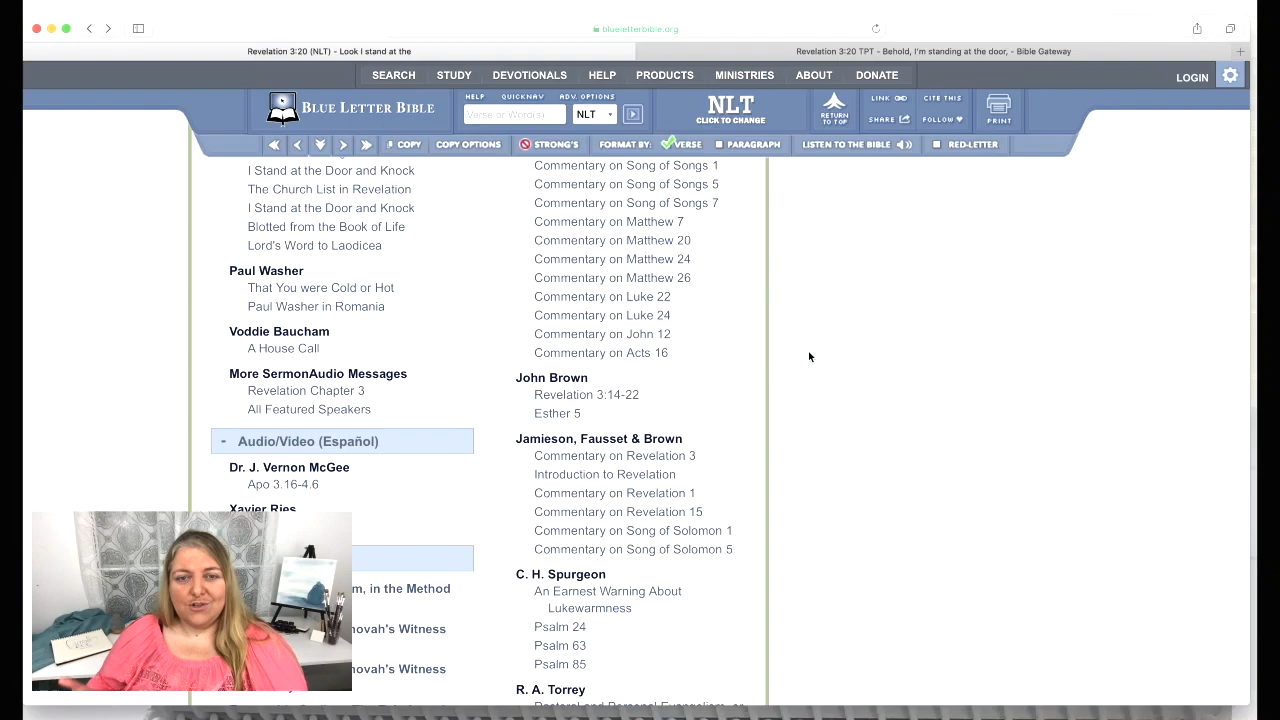 blueletterbible.org
Revelation 3:20 (NLT) - Look I stand at the
Revelation 3:20 TPT - Behold, I'm standing at the door, - Bible Gateway
SEARCH STUDY DEVOTIONALS HELP PRODUCTS MINISTRIES ABOUT DONATE
LOGIN
BLUE LETTER BIBLE
HELP QUICKNAV ADV. OPTIONS
Verse or Word(s)
NLT
NLT
CLICK TO CHANGE
RETURN
TO TOP
LINK CITE THIS
SHARE FOLLOW
PRINT
COPY COPY OPTIONS STRONG'S FORMAT BY: VERSE PARAGRAPH LISTEN TO THE BIBLE RED-LETTER
I Stand at the Door and Knock
The Church List in Revelation
I Stand at the Door and Knock
Blotted from the Book of Life
Lord's Word to Laodicea
Paul Washer
That You were Cold or Hot
Paul Washer in Romania
Voddie Baucham
A House Call
More SermonAudio Messages
Revelation Chapter 3
All Featured Speakers
- Audio/Video (Español)
Dr. J. Vernon McGee
Apo 3.16-4.6
Xavier Ries
m, in the Method
novah's Witness
novah's Witness
Commentary on Song of Songs 1
Commentary on Song of Songs 5
Commentary on Song of Songs 7
Commentary on Matthew 7
Commentary on Matthew 20
Commentary on Matthew 24
Commentary on Matthew 26
Commentary on Luke 22
Commentary on Luke 24
Commentary on John 12
Commentary on Acts 16
John Brown
Revelation 3:14-22
Esther 5
Jamieson, Fausset & Brown
Commentary on Revelation 3
Introduction to Revelation
Commentary on Revelation 1
Commentary on Revelation 15
Commentary on Song of Solomon 1
Commentary on Song of Solomon 5
C. H. Spurgeon
An Earnest Warning About
Lukewarmness
Psalm 24
Psalm 63
Psalm 85
R. A. Torrey